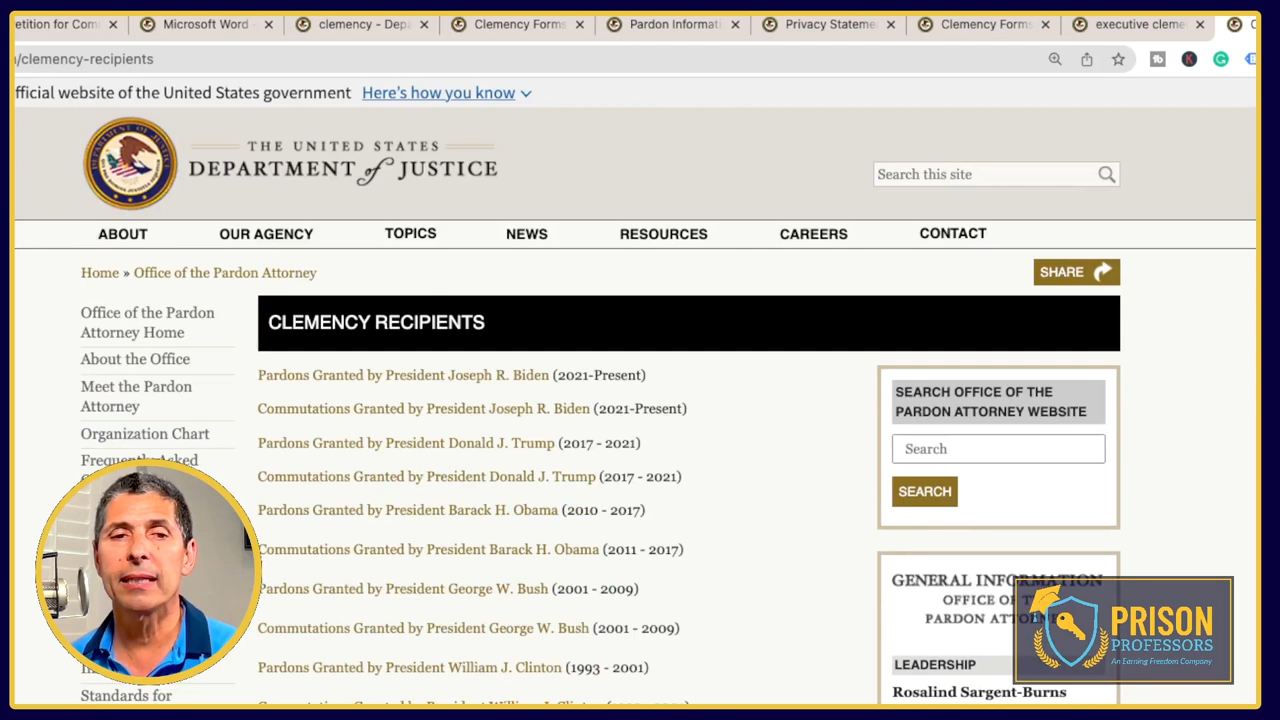 etition for Com
Microsoft Word -
clemency - Depa
Clemency Forms
Pardon Informati
Privacy Stateme
Clemency Forms
executive cleme
/clemency-recipients
fficial website of the United States government Here's how you know
THE UNITED STATES
DEPARTMENT of JUSTICE
Search this site
ABOUT OUR AGENCY TOPICS NEWS RESOURCES CAREERS CONTACT
Home » Office of the Pardon Attorney
SHARE
Office of the Pardon
Attorney Home
About the Office
Meet the Pardon
Attorney
Organization Chart
Frequently Asked
Standards for
CLEMENCY RECIPIENTS
Pardons Granted by President Joseph R. Biden (2021-Present)
Commutations Granted by President Joseph R. Biden (2021-Present)
Pardons Granted by President Donald J. Trump (2017 - 2021)
Commutations Granted by President Donald J. Trump (2017 - 2021)
Pardons Granted by President Barack H. Obama (2010 - 2017)
Commutations Granted by President Barack H. Obama (2011 - 2017)
Pardons Granted by President George W. Bush (2001 - 2009)
Commutations Granted by President George W. Bush (2001 - 2009)
Pardons Granted by President William J. Clinton (1993 - 2001)
SEARCH OFFICE OF THE
PARDON ATTORNEY WEBSITE
Search
SEARCH
GENERAL INFORMATION
OFFICE OF
PARDON
LEADERSHIP
Rosalind Sargent-Burns
PRISON
PROFESSORS
An Earning Freedom Company